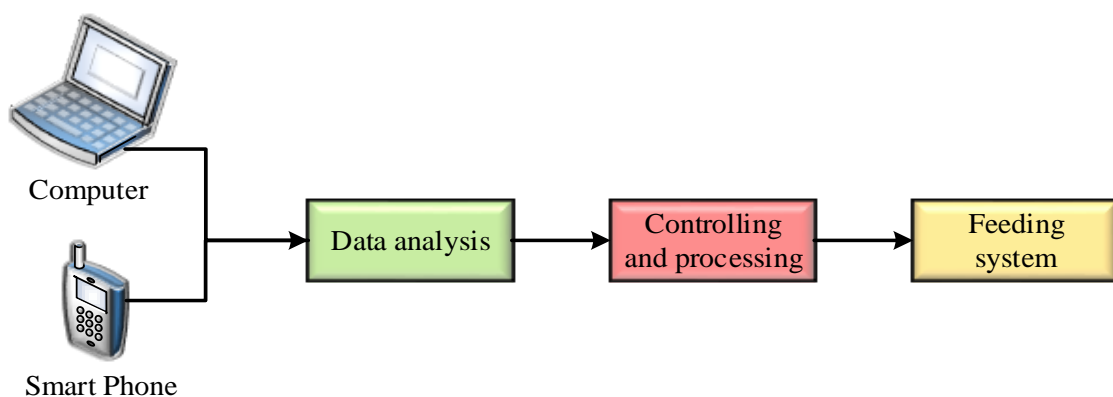 Computer
Smart Phone
Data analysis
Controlling
and processing
Feeding
system